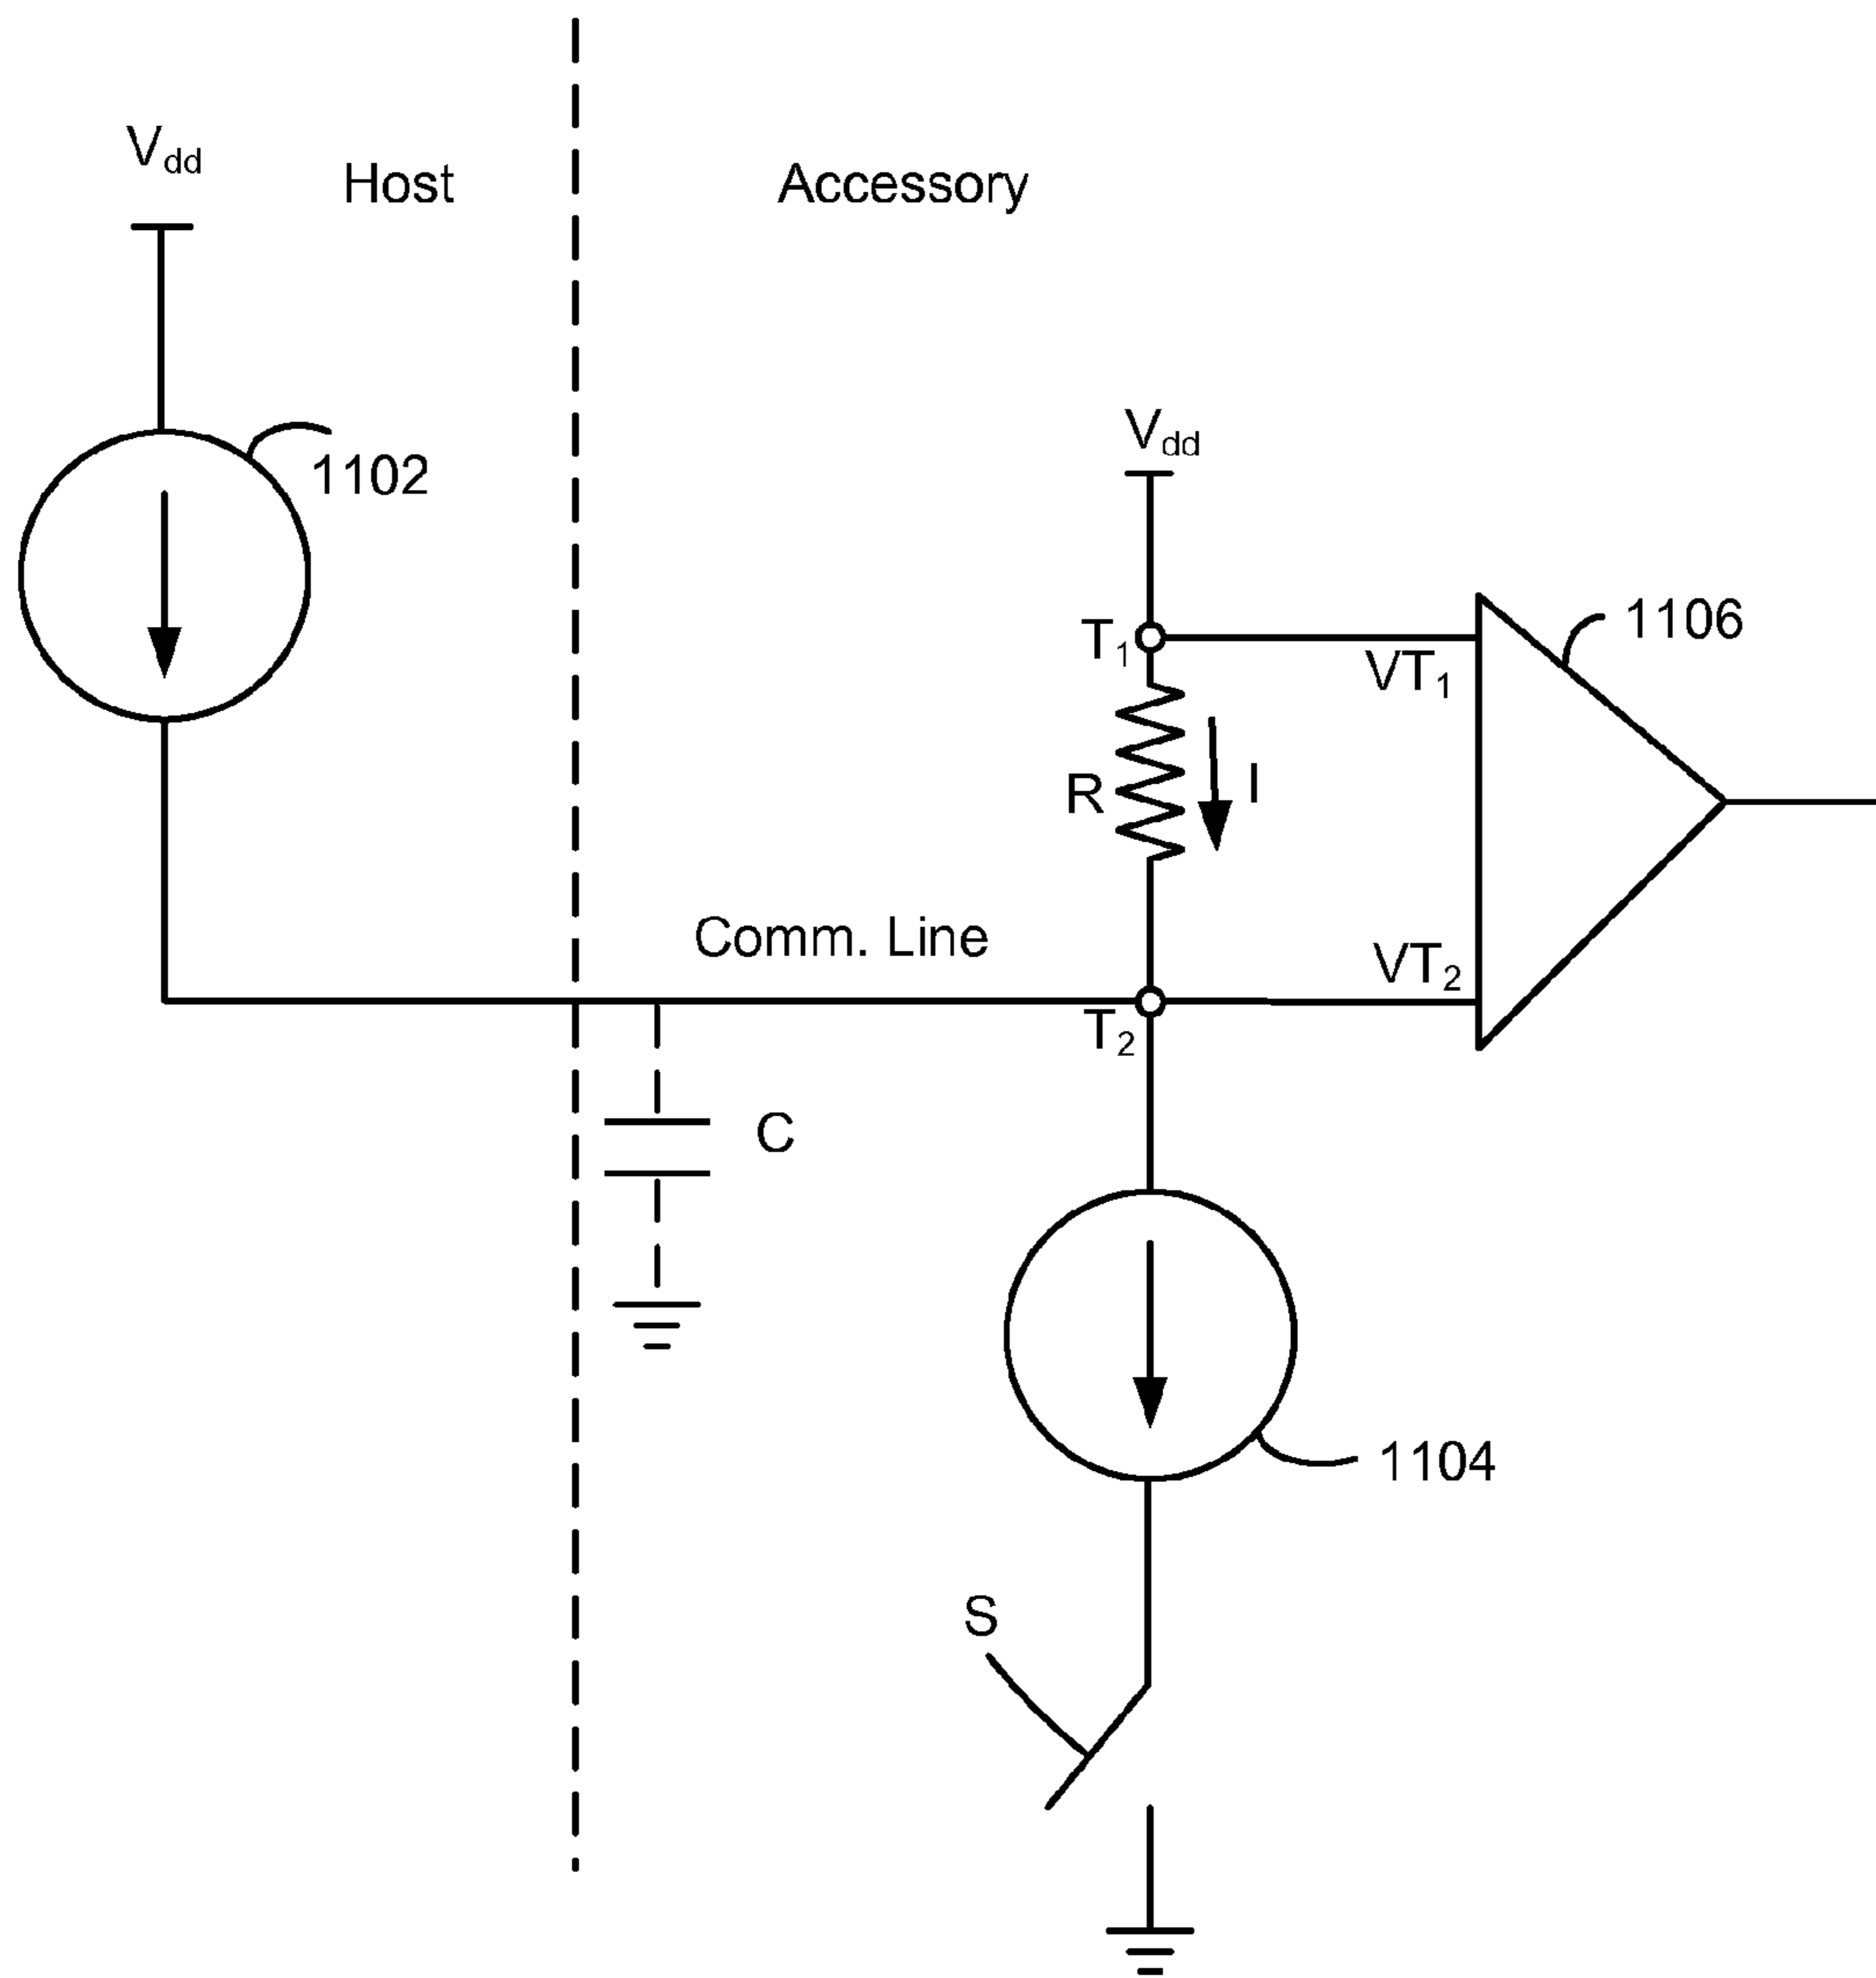 Vdd
Host
Accessory
1102
Vdd
T1
VT1
1106
R
I
Comm. Line
VT2
T2
C
1104
S